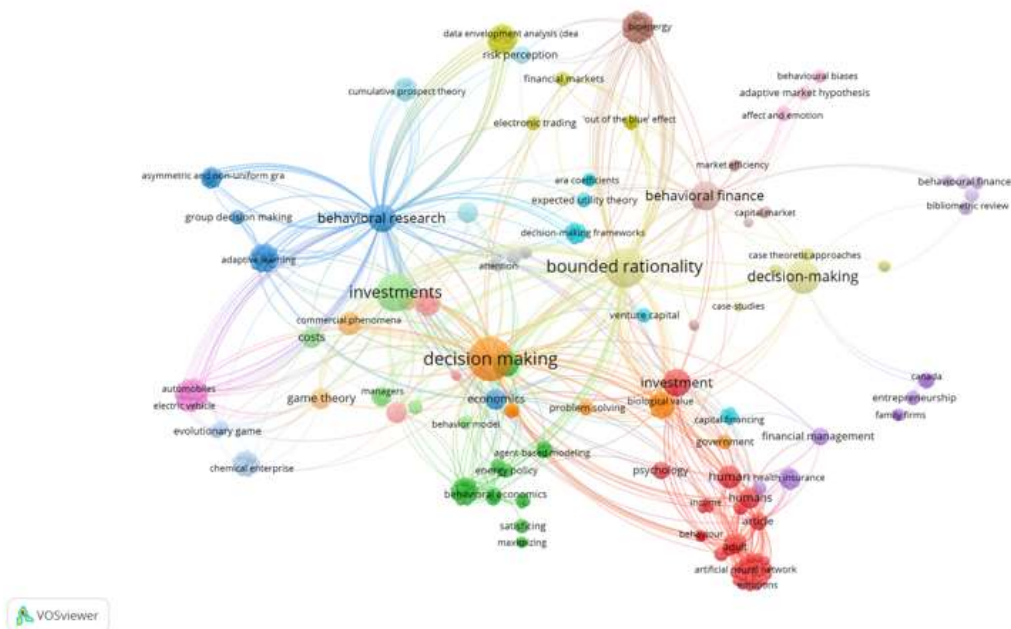 bioenergy
data envelopment analysis (dea
risk perception
financial markets
behavioural biases
cumulative prospect theory
adaptive market hypothesis
electronic trading
'out of the blue' effect
affect and emotion
market efficiency
asymmetric and non-uniform gra
ara coefficients
behavioural finance
behavioral finance
expected utility theory
bibliometric review
group decision making
behavioral research
capital market
decision-making frameworks
adaptive learning
attention
bounded rationality
case theoretic approaches
decision-making
investments
case-studies
commercial phenomena
venture capital
costs
decision making
automobiles
investment
canada
electric vehicle
game theory
managers
economics
biological value
entrepreneurship
problem solving
family firms
behavior model
capital financing
evolutionary game
government
financial management
agent-based modeling
chemical enterprise
energy policy
psychology
human
health insurance
behavioral economics
humans
income
article
satisficing
behaviour
maximizing
adult
artificial neural network
emotions
VOSviewer